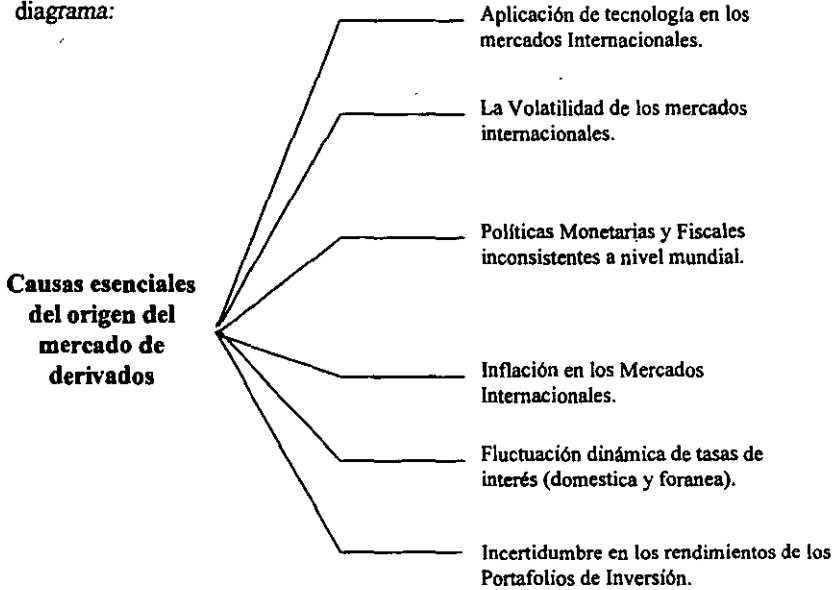 diagrama:
Aplicación de tecnología en los
mercados Internacionales.
La Volatilidad de los mercados
internacionales.
Políticas Monetarias y Fiscales
inconsistentes a nivel mundial.
Causas esenciales
del origen del
mercado de
derivados
Inflación en los Mercados
Internacionales.
Fluctuación dinámica de tasas de
interés (domestica y foranea).
Incertidumbre en los rendimientos de los
Portafolios de Inversión.